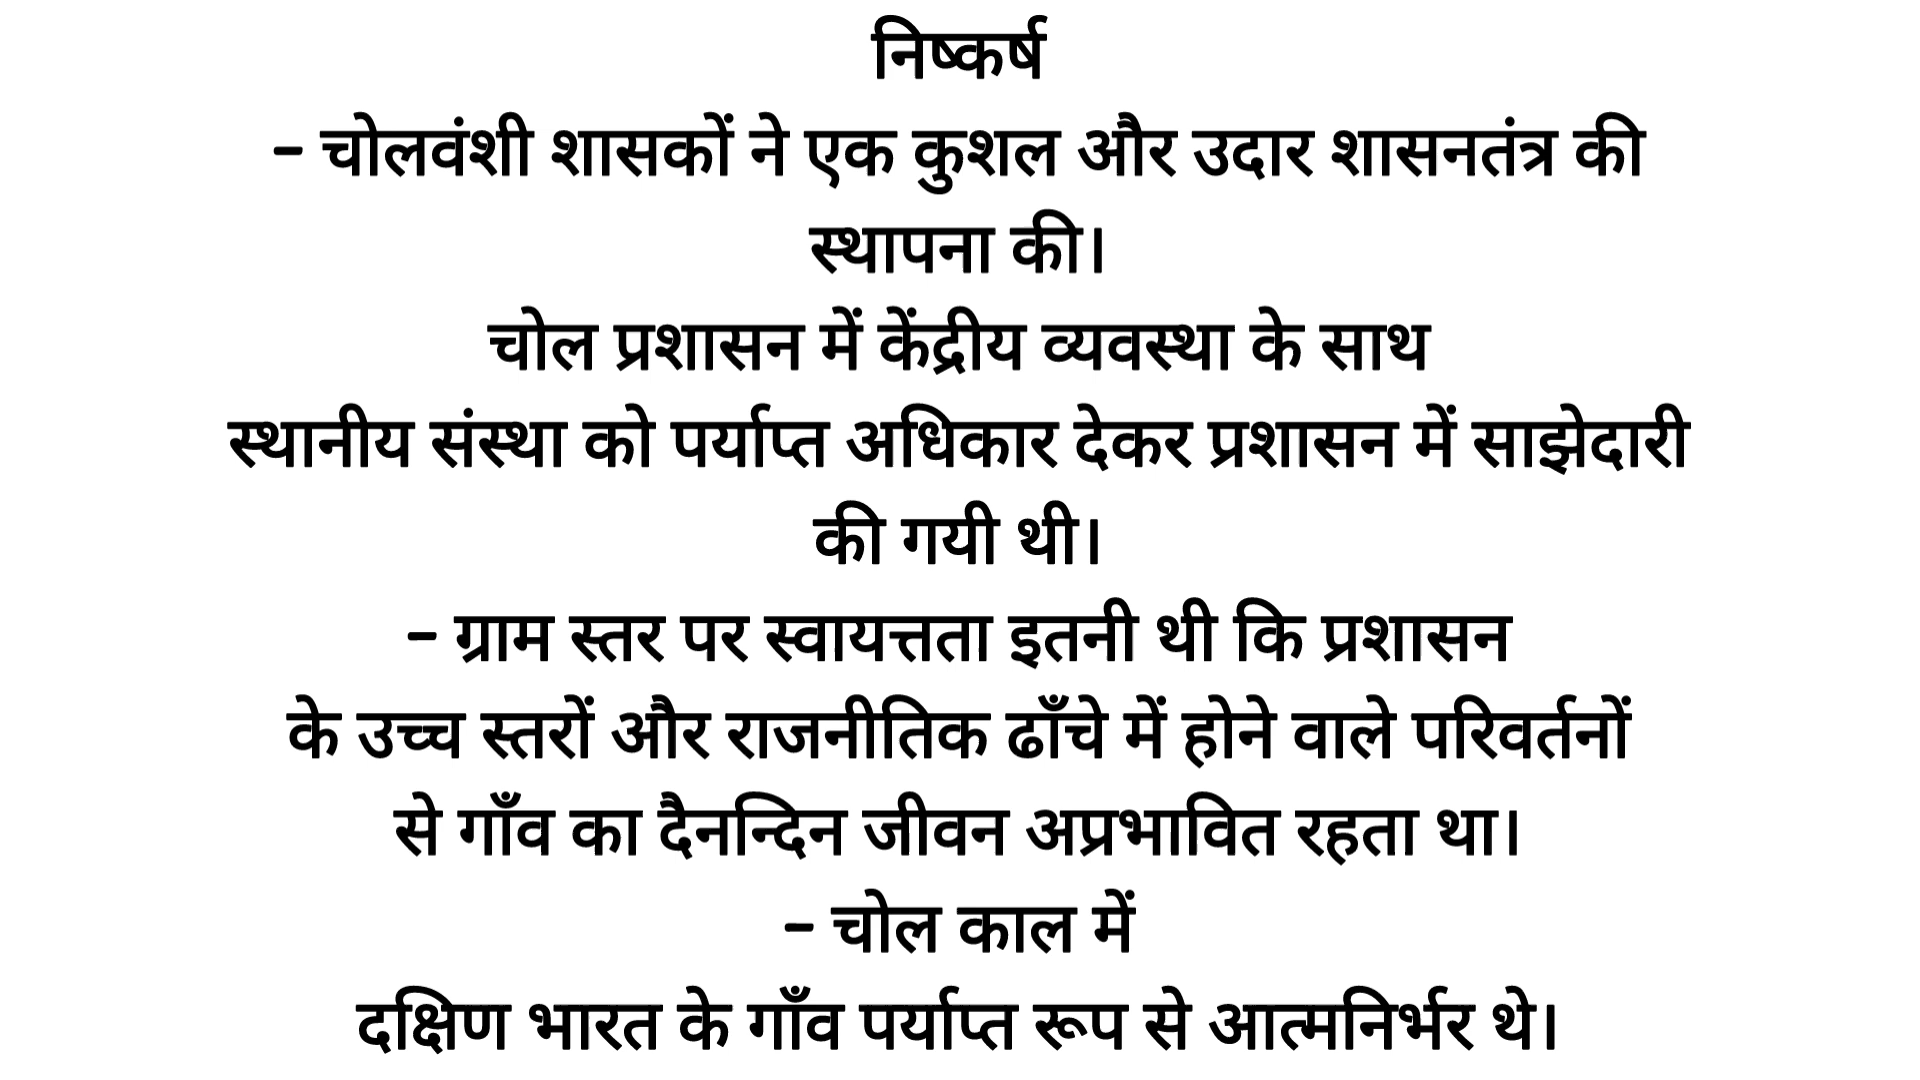 निष्कर्ष
- चोलवंशी शासकों ने एक कुशल और उदार शासनतंत्र की
स्थापना की।
चोल प्रशासन में केंद्रीय व्यवस्था के साथ
स्थानीय संस्था को पर्याप्त अधिकार देकर प्रशासन में साझेदारी
की गयी थी।
- ग्राम स्तर पर स्वायत्तता इतनी थी कि प्रशासन
के उच्च स्तरों और राजनीतिक ढाँचे में होने वाले परिवर्तनों
से गाँव का दैनन्दिन जीवन अप्रभावित रहता था।
- चोल काल में
दक्षिण भारत के गाँव पर्याप्त रूप से आत्मनिर्भर थे।